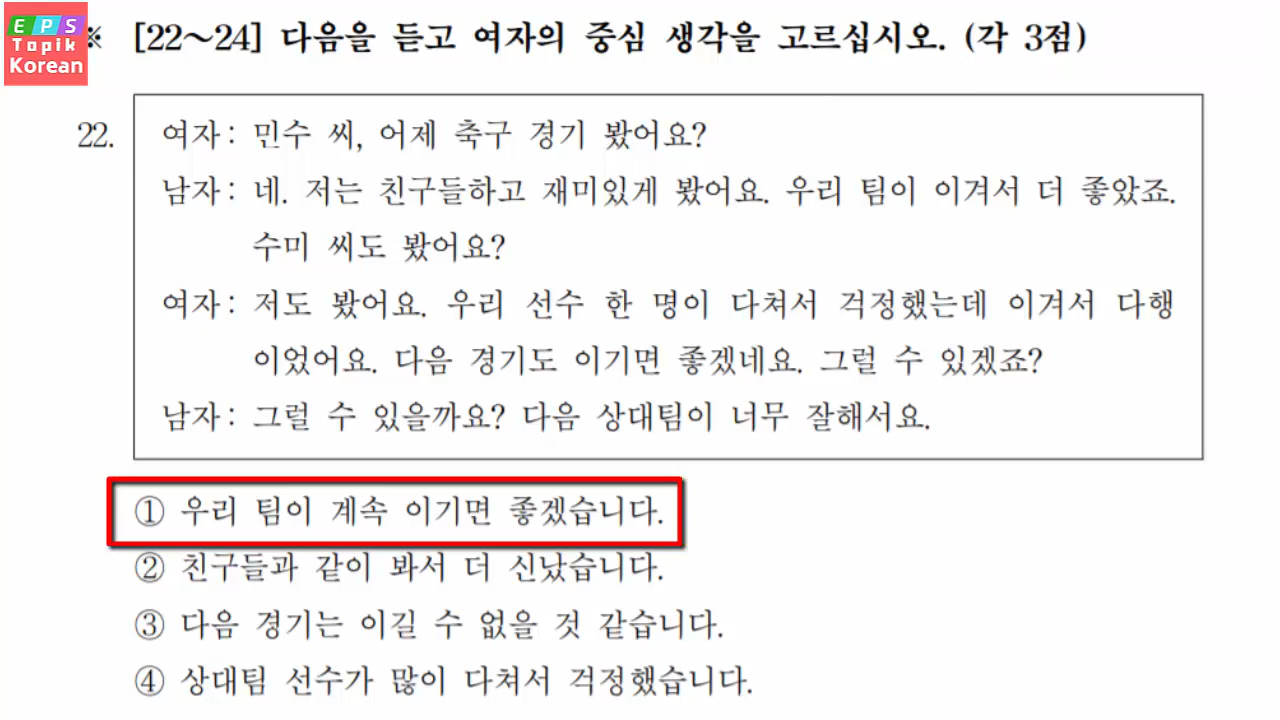 EPS
Topik
Korean
※ [22~24] 다음을 듣고 여자의 중심 생각을 고르십시오. (각 3점)
22. 여자: 민수 씨, 어제 축구 경기 봤어요?
남자: 네. 저는 친구들하고 재미있게 봤어요. 우리 팀이 이겨서 더 좋았죠.
수미 씨도 봤어요?
여자: 저도 봤어요. 우리 선수 한 명이 다쳐서 걱정했는데 이겨서 다행
이었어요. 다음 경기도 이기면 좋겠네요. 그럴 수 있겠죠?
남자: 그럴 수 있을까요? 다음 상대팀이 너무 잘해서요.
① 우리 팀이 계속 이기면 좋겠습니다.
② 친구들과 같이 봐서 더 신났습니다.
③ 다음 경기는 이길 수 없을 것 같습니다.
④ 상대팀 선수가 많이 다쳐서 걱정했습니다.